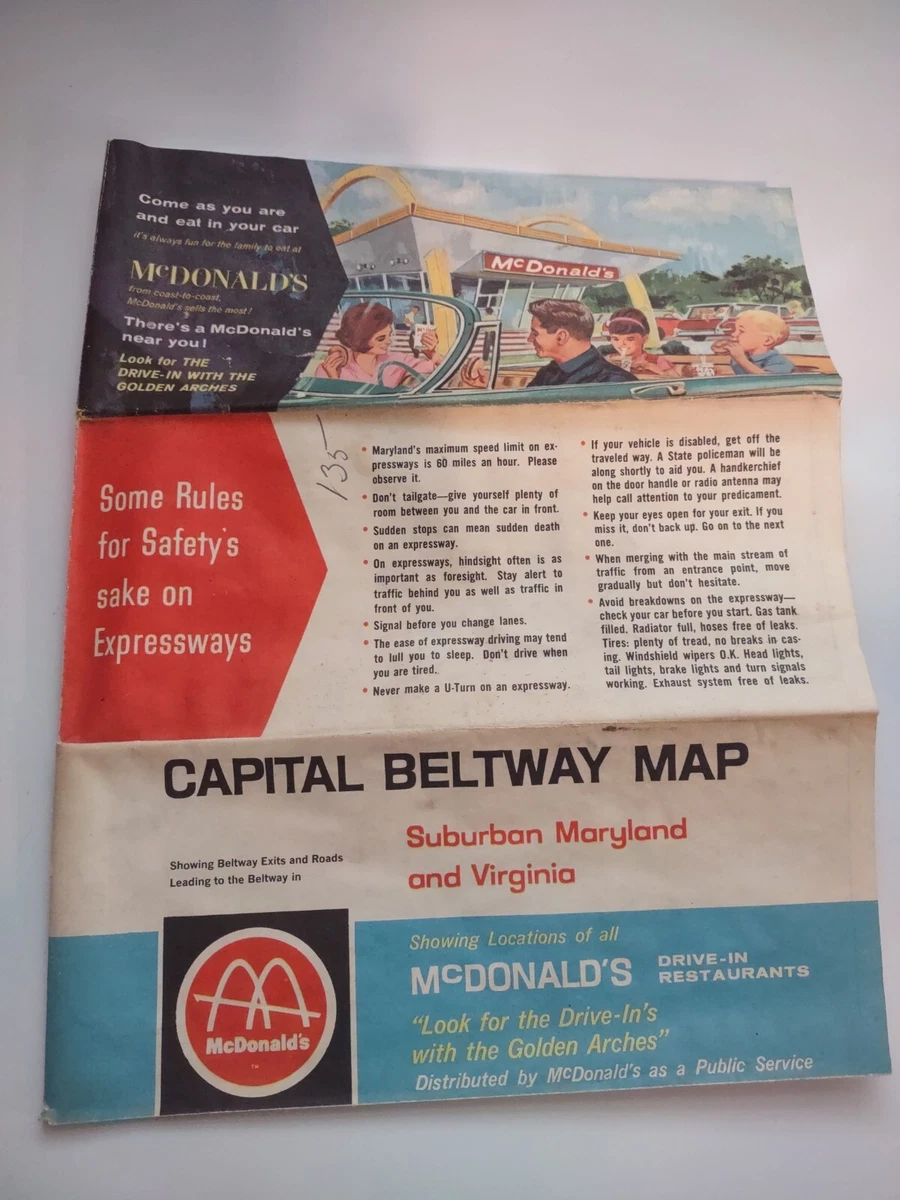 Come as you are
and eat in your car
it's always fun for the family to eat at
McDONALD'S
from coast-to-coast,
McDonald's sells the most!
There's a McDonald's
near you!
Look for THE
DRIVE-IN WITH THE
GOLDEN ARCHES
McDonald's
Some Rules
for Safety's
sake on
Expressways
135—
• Maryland's maximum speed limit on ex-
pressways is 60 miles an hour. Please
observe it.
• Don't tailgate—give yourself plenty of
room between you and the car in front.
• Sudden stops can mean sudden death
on an expressway.
• On expressways, hindsight often is as
important as foresight. Stay alert to
traffic behind you as well as traffic in
front of you.
• Signal before you change lanes.
• The ease of expressway driving may tend
to lull you to sleep. Don't drive when
you are tired.
• Never make a U-Turn on an expressway.
• If your vehicle is disabled, get off the
traveled way. A State policeman will be
along shortly to aid you. A handkerchief
on the door handle or radio antenna may
help call attention to your predicament.
• Keep your eyes open for your exit. If you
miss it, don't back up. Go on to the next
one.
• When merging with the main stream of
traffic from an entrance point, move
gradually but don't hesitate.
• Avoid breakdowns on the expressway—
check your car before you start. Gas tank
filled. Radiator full, hoses free of leaks.
Tires: plenty of tread, no breaks in cas-
ing. Windshield wipers O.K. Head lights,
tail lights, brake lights and turn signals
working. Exhaust system free of leaks.
CAPITAL BELTWAY MAP
Showing Beltway Exits and Roads
Leading to the Beltway in
Suburban Maryland
and Virginia
McDonald's
TM
Showing Locations of all
McDONALD'S DRIVE-IN
RESTAURANTS
"Look for the Drive-In's
with the Golden Arches"
Distributed by McDonald's as a Public Service